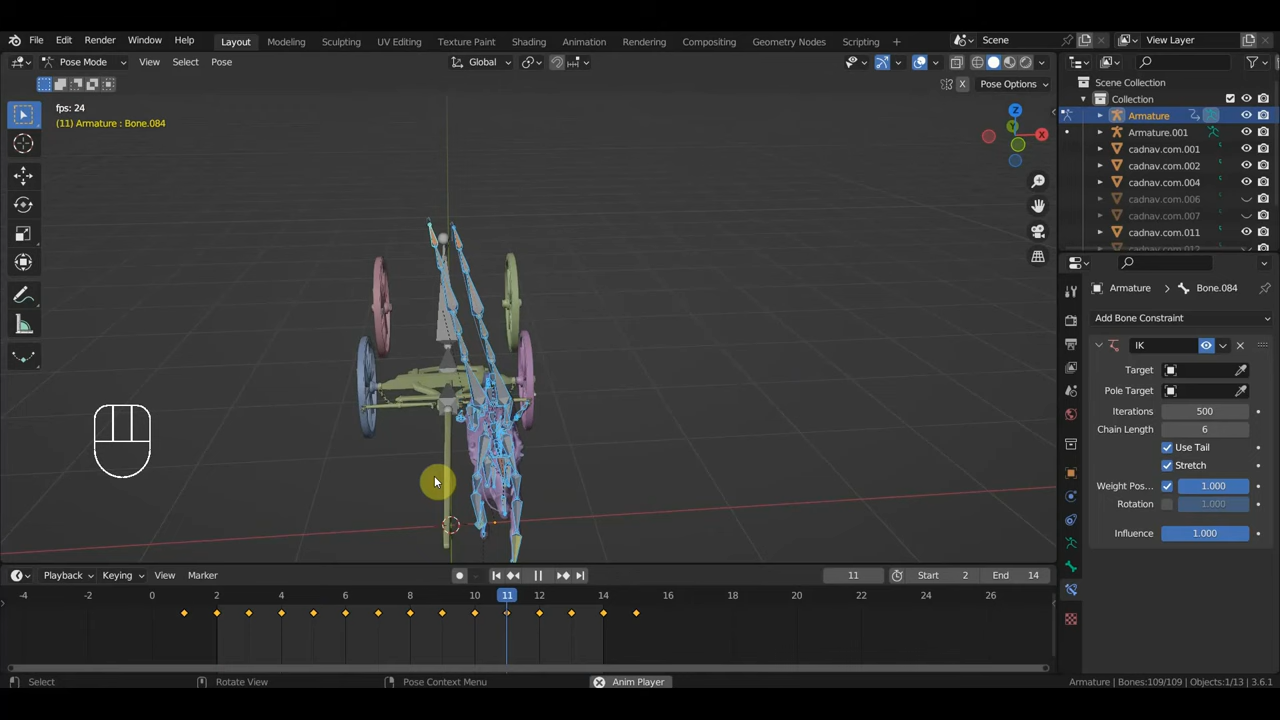 File Edit Render Window Help Layout Modeling Sculpting UV Editing Texture Paint Shading Animation Rendering Compositing Geometry Nodes Scripting + Scene View Layer
Pose Mode View Select Pose Global
X Pose Options
fps: 24
(11) Armature : Bone.084
Z
Y
X
Scene Collection
Collection
Armature
Armature.001
cadnav.com.001
cadnav.com.002
cadnav.com.004
cadnav.com.006
cadnav.com.007
cadnav.com.011
cadnav.com.012
Armature > Bone.084
Add Bone Constraint
IK
Target
Pole Target
Iterations 500
Chain Length 6
Use Tail
Stretch
Weight Pos... 1.000
Rotation 1.000
Influence 1.000
Playback Keying View Marker 11 Start 2 End 14
-4 -2 0 2 4 6 8 10 11 12 14 16 18 20 22 24 26
Select Rotate View Pose Context Menu Anim Player Armature | Bones:109/109 | Objects:1/13 | 3.6.1